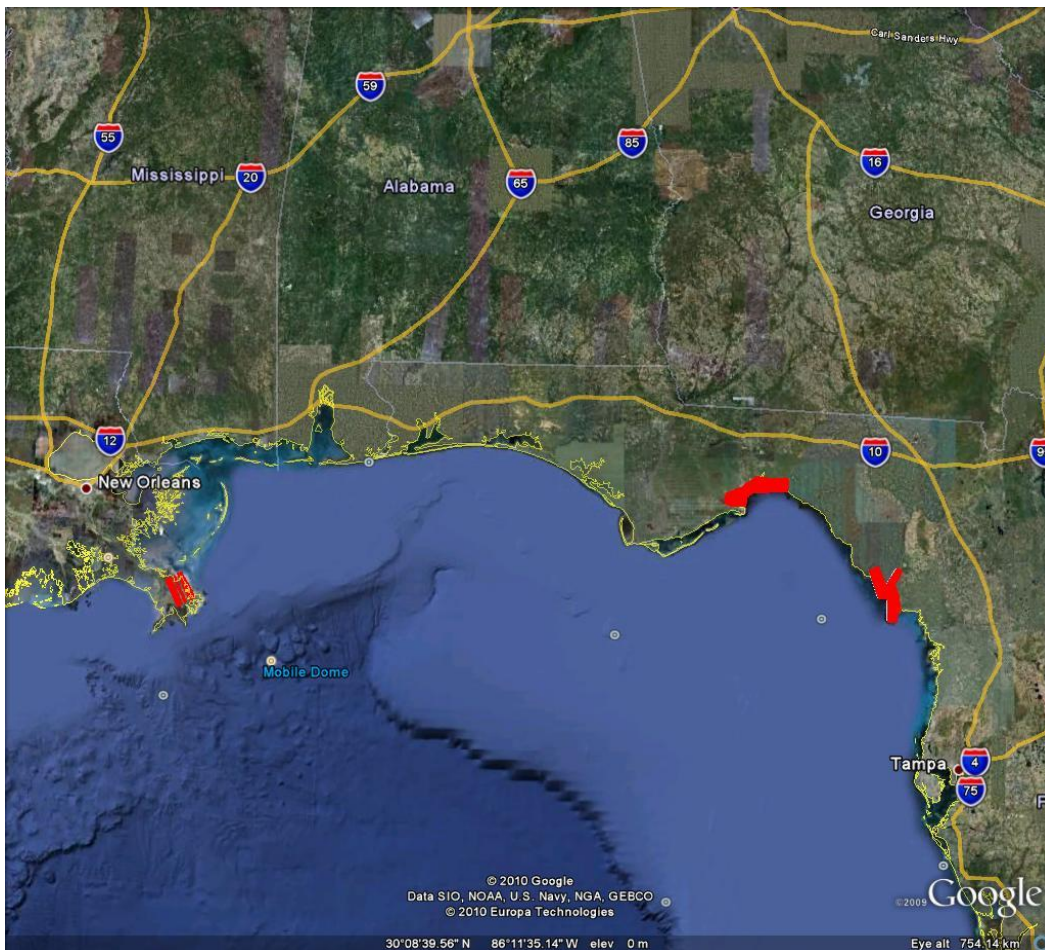 Carl Sanders Hwy
59
55
85
16
Mississippi
20
Alabama
65
Georgia
12
10
New Orleans
Mobile Dome
Tampa
4
75
© 2010 Google
Data SIO, NOAA, U.S. Navy, NGA, GEBCO
© 2010 Europa Technologies
©2009 Google
30°08'39.56" N 86°11'35.14" W elev 0 m
Eye alt 754.14 km